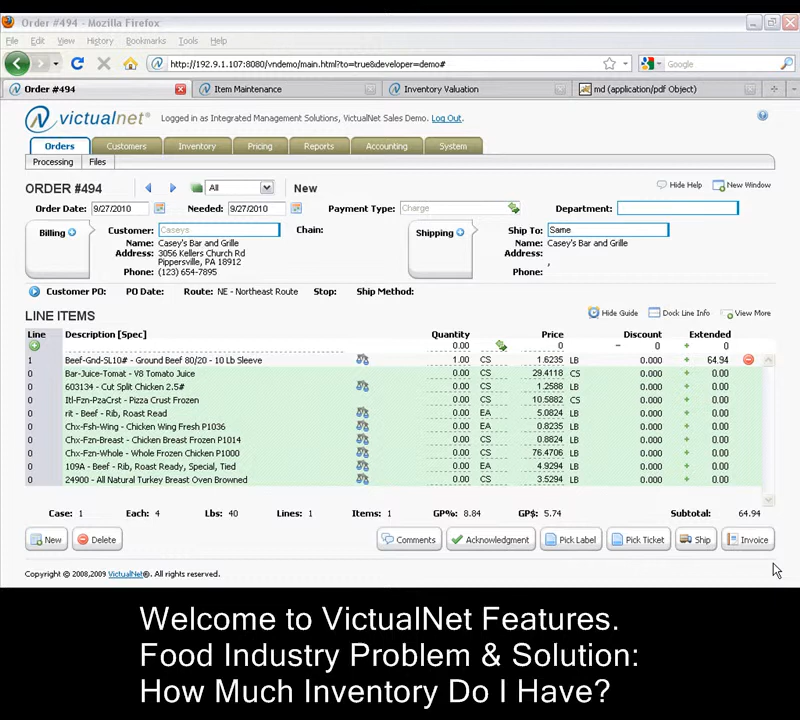 Order #494 - Mozilla Firefox
File Edit View History Bookmarks Tools Help
http://192.9.1.107:8080/vndemo/main.html?to=true&developer=demo#
Google
Order #494
Item Maintenance
Inventory Valuation
md (application/pdf Object)
victualnet®
Logged in as Integrated Management Solutions, VictualNet Sales Demo. Log Out.
Orders Customers Inventory Pricing Reports Accounting System
Processing Files
ORDER #494 All New Hide Help New Window
Order Date: 9/27/2010 Needed: 9/27/2010 Payment Type: Charge Department:
Billing Customer: Caseys Chain: Shipping Ship To: Same
Name: Casey's Bar and Grille Name: Casey's Bar and Grille
Address: 3056 Kellers Church Rd Address:
Pippersville, PA 18912 ,
Phone: (123) 654-7895 Phone:
Customer PO: PO Date: Route: NE - Northeast Route Stop: Ship Method:
LINE ITEMS Hide Guide Dock Line Info View More
Line Description [Spec] Quantity Price Discount Extended
0.00 0 - 0 + 0
1 Beef-Gnd-SL10# - Ground Beef 80/20 - 10 Lb Sleeve 1.00 CS 1.6235 LB 0.000 + 64.94
0 Bar-Juice-Tomat - V8 Tomato Juice 0.00 CS 29.4118 CS 0.000 + 0.00
0 603134 - Cut Split Chicken 2.5# 0.00 CS 1.2588 LB 0.000 + 0.00
0 Itl-Fzn-PzaCrst - Pizza Crust Frozen 0.00 CS 10.5882 CS 0.000 + 0.00
0 rit - Beef - Rib, Roast Read 0.00 EA 5.0824 LB 0.000 + 0.00
0 Chx-Fsh-Wing - Chicken Wing Fresh P1036 0.00 EA 0.8235 LB 0.000 + 0.00
0 Chx-Fzn-Breast - Chicken Breast Frozen P1014 0.00 CS 0.8824 LB 0.000 + 0.00
0 Chx-Fzn-Whole - Whole Frozen Chicken P1000 0.00 CS 76.4706 LB 0.000 + 0.00
0 109A - Beef - Rib, Roast Ready, Special, Tied 0.00 EA 4.9294 LB 0.000 + 0.00
0 24900 - All Natural Turkey Breast Oven Browned 0.00 CS 3.5294 LB 0.000 + 0.00
Case: 1 Each: 4 Lbs: 40 Lines: 1 Items: 1 GP%: 8.84 GP$: 5.74 Subtotal: 64.94
New Delete Comments Acknowledgment Pick Label Pick Ticket Ship Invoice
Copyright © 2008,2009 VictualNet®. All rights reserved.
Welcome to VictualNet Features.
Food Industry Problem & Solution:
How Much Inventory Do I Have?